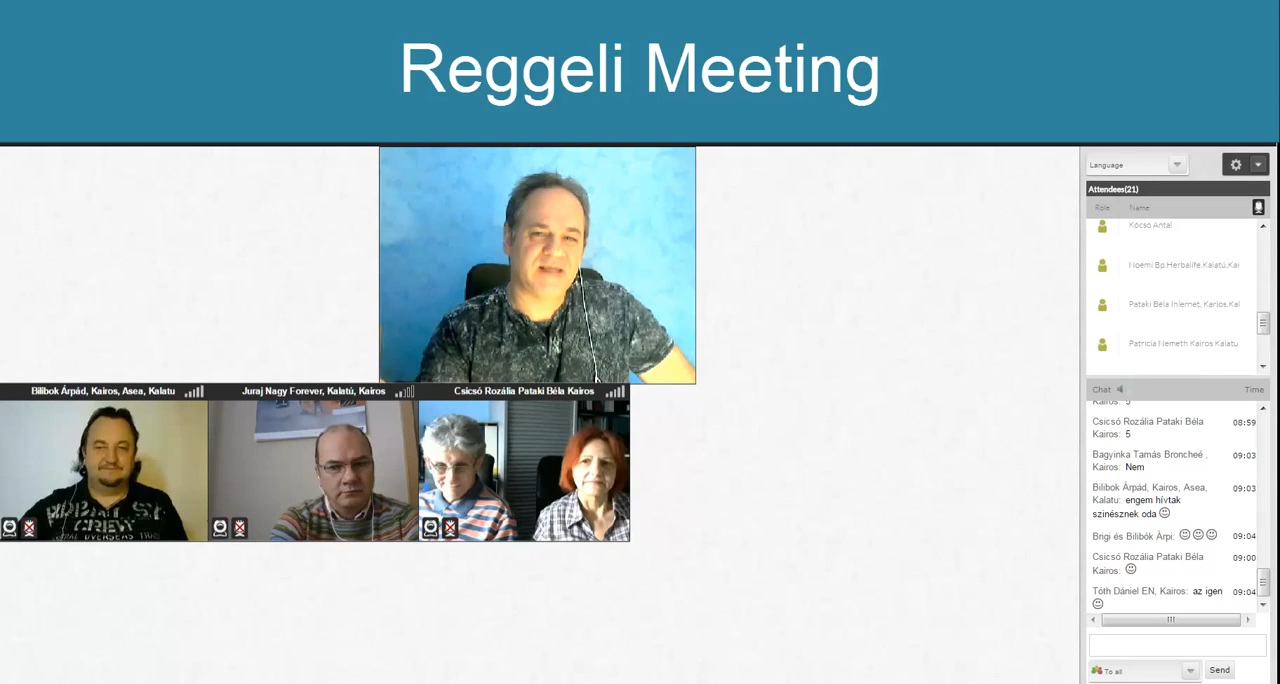 Reggeli Meeting
Language
Attendees(21)
Role Name
Kócsó Antal
Noemi Bp.Herbalife,Kalatú,Kai
Pataki Béla Internet, Karios,Kal
Patricia Nemeth Kairos Kalatu
Bilibok Árpád, Kairos, Asea, Kalatu
Juraj Nagy Forever, Kalatú, Kairos
Csicsó Rozália Pataki Béla Kairos
Chat Time
Kairos: 5
Csicsó Rozália Pataki Béla 08:59
Kairos: 5
Bagyinka Tamás Broncheé , 09:03
Kairos: Nem
Bilibok Árpád, Kairos, Asea, 09:03
Kalatu: engem hívtak
szinésznek oda
Brigi és Bilibók Àrpi: 09:04
Csicsó Rozália Pataki Béla 09:00
Kairos:
Tóth Dániel EN, Kairos: az igen 09:04
To all
Send